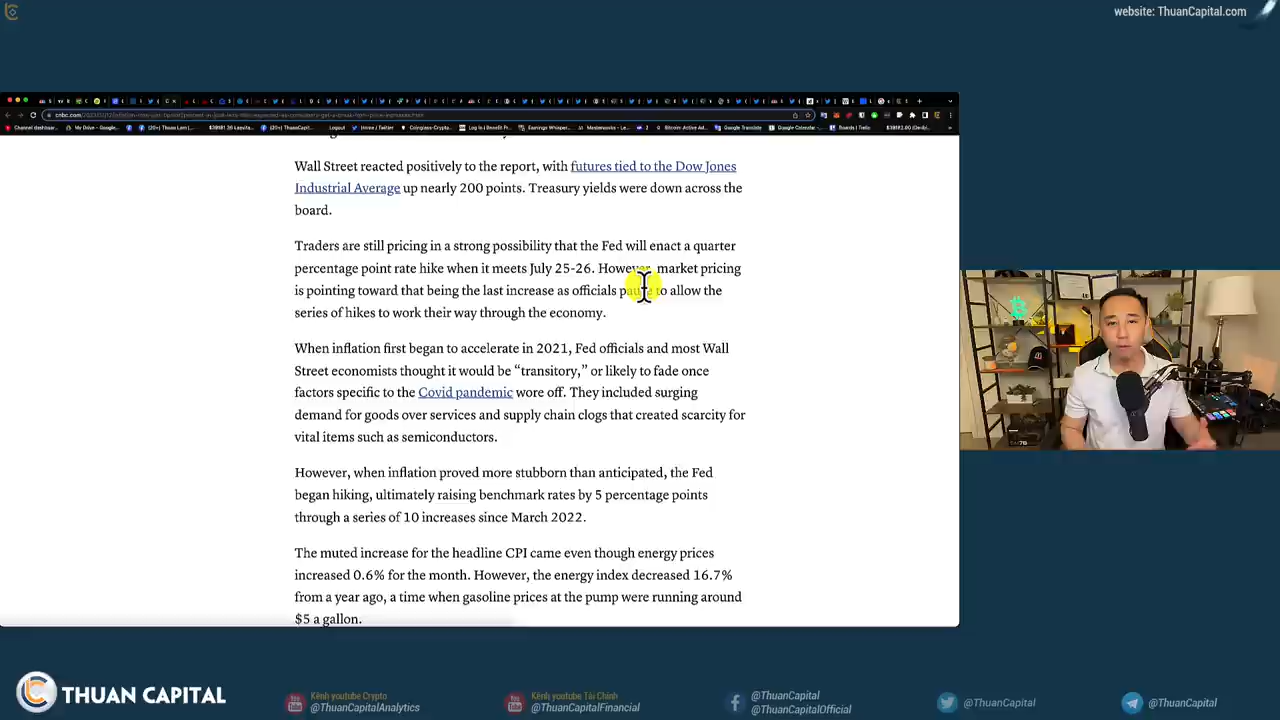 website: ThuanCapital.com
Wall Street reacted positively to the report, with futures tied to the Dow Jones
Industrial Average up nearly 200 points. Treasury yields were down across the
board.
Traders are still pricing in a strong possibility that the Fed will enact a quarter
percentage point rate hike when it meets July 25-26. However, market pricing
is pointing toward that being the last increase as officials pause to allow the
series of hikes to work their way through the economy.
When inflation first began to accelerate in 2021, Fed officials and most Wall
Street economists thought it would be “transitory,” or likely to fade once
factors specific to the Covid pandemic wore off. They included surging
demand for goods over services and supply chain clogs that created scarcity for
vital items such as semiconductors.
However, when inflation proved more stubborn than anticipated, the Fed
began hiking, ultimately raising benchmark rates by 5 percentage points
through a series of 10 increases since March 2022.
The muted increase for the headline CPI came even though energy prices
increased 0.6% for the month. However, the energy index decreased 16.7%
from a year ago, a time when gasoline prices at the pump were running around
$5 a gallon.
THUAN CAPITAL
Kênh youtube Crypto
@ThuanCapitalAnalytics
Kênh youtube Tài Chính
@ThuanCapitalFinancial
@ThuanCapital
@ThuanCapitalOfficial
@ThuanCapital
@ThuanCapital